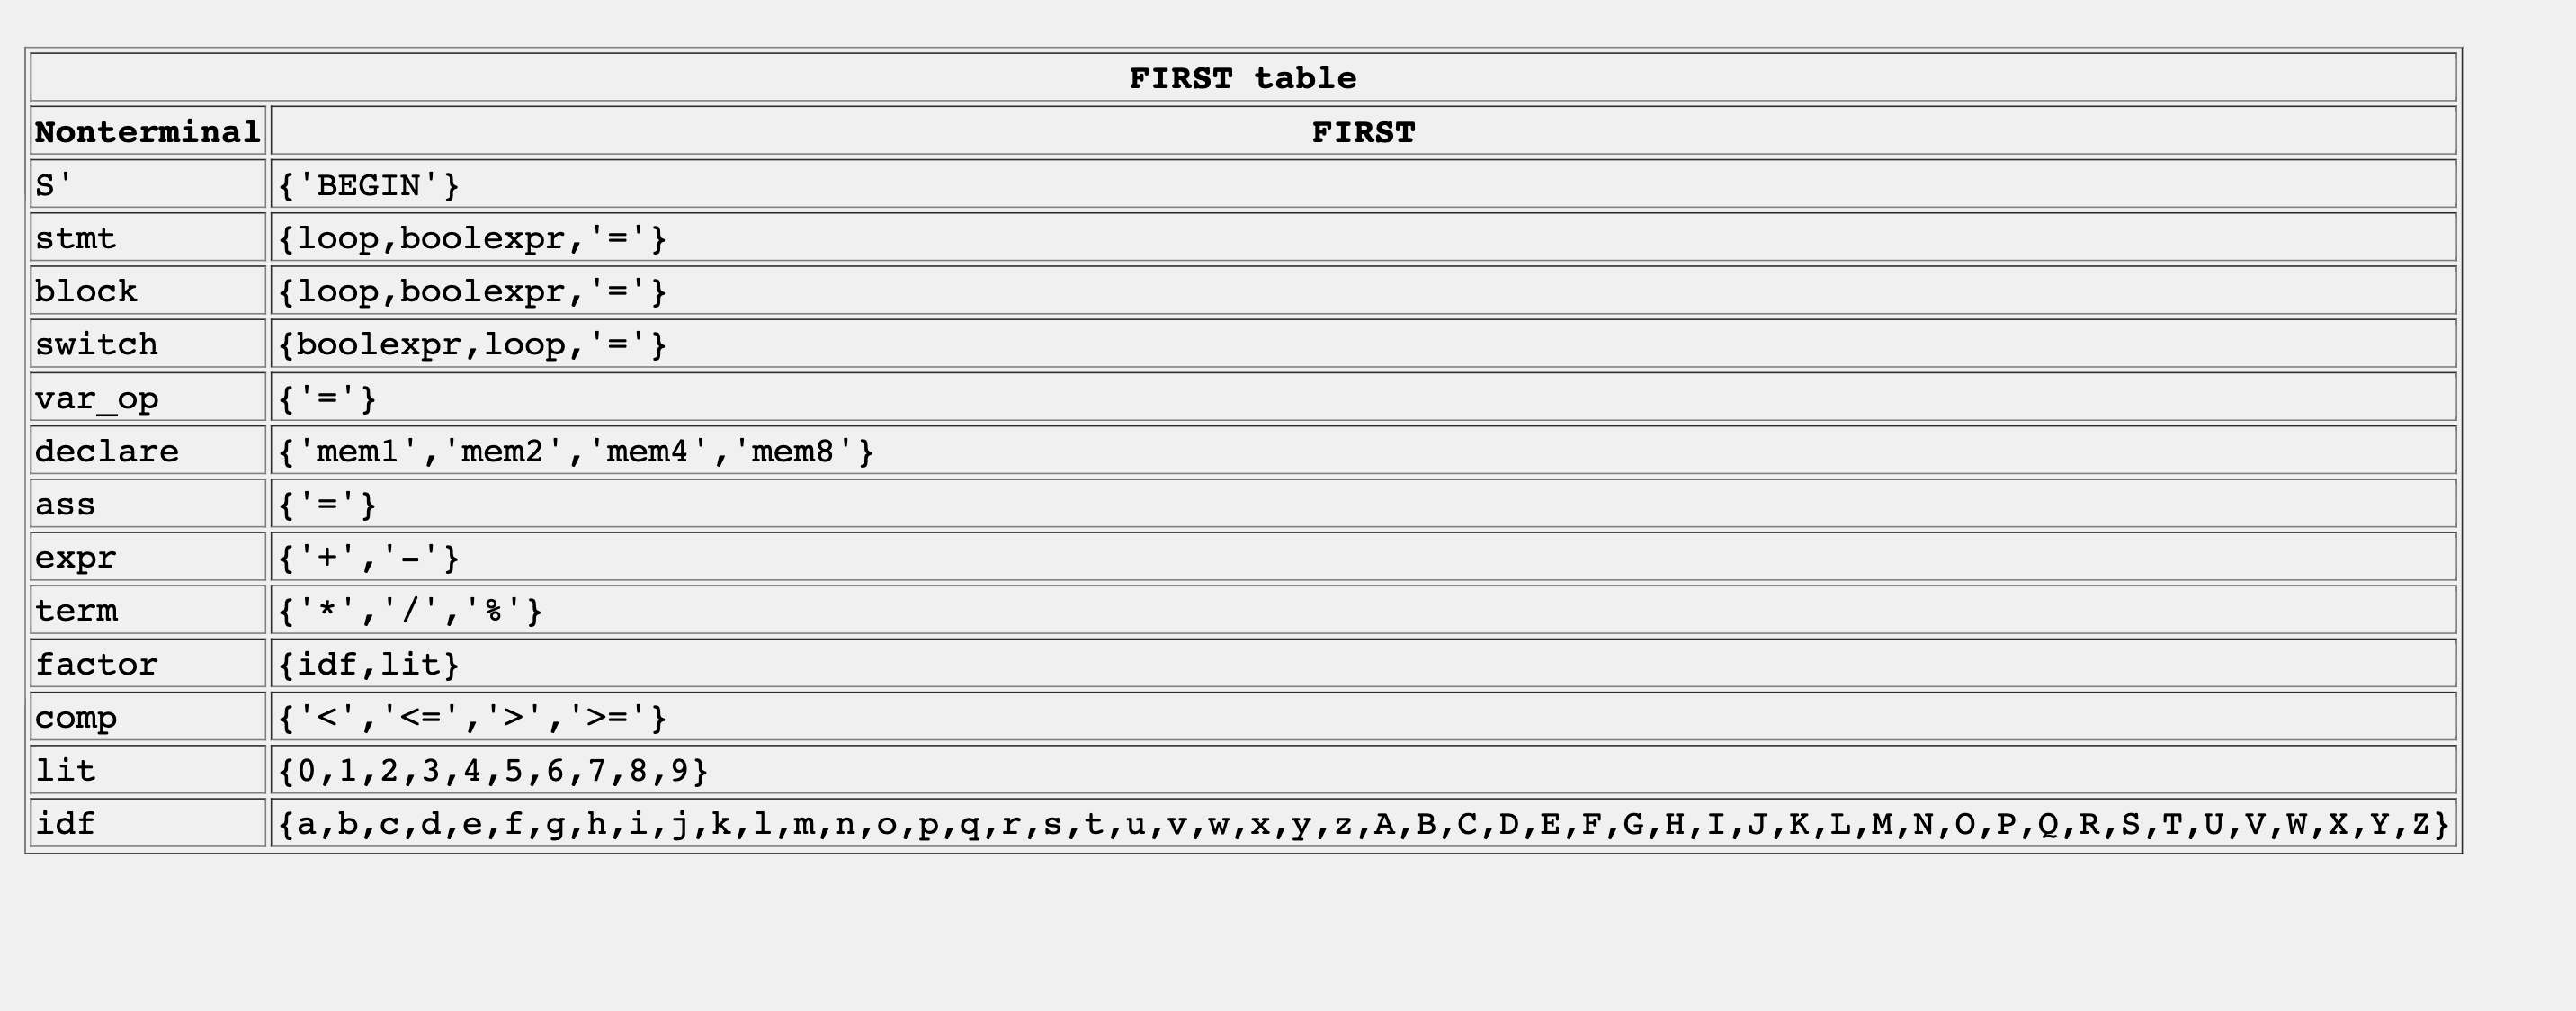 FIRST table
Nonterminal FIRST
S' {'BEGIN'}
stmt {loop,boolexpr,'='}
block {loop,boolexpr,'='}
switch {boolexpr,loop,'='}
var_op {'='}
declare {'mem1','mem2','mem4','mem8'}
ass {'='}
expr {'+','-'}
term {'*','/','%'}
factor {idf,lit}
comp {'<','<=','>','>='}
lit {0,1,2,3,4,5,6,7,8,9}
idf {a,b,c,d,e,f,g,h,i,j,k,l,m,n,o,p,q,r,s,t,u,v,w,x,y,z,A,B,C,D,E,F,G,H,I,J,K,L,M,N,O,P,Q,R,S,T,U,V,W,X,Y,Z}